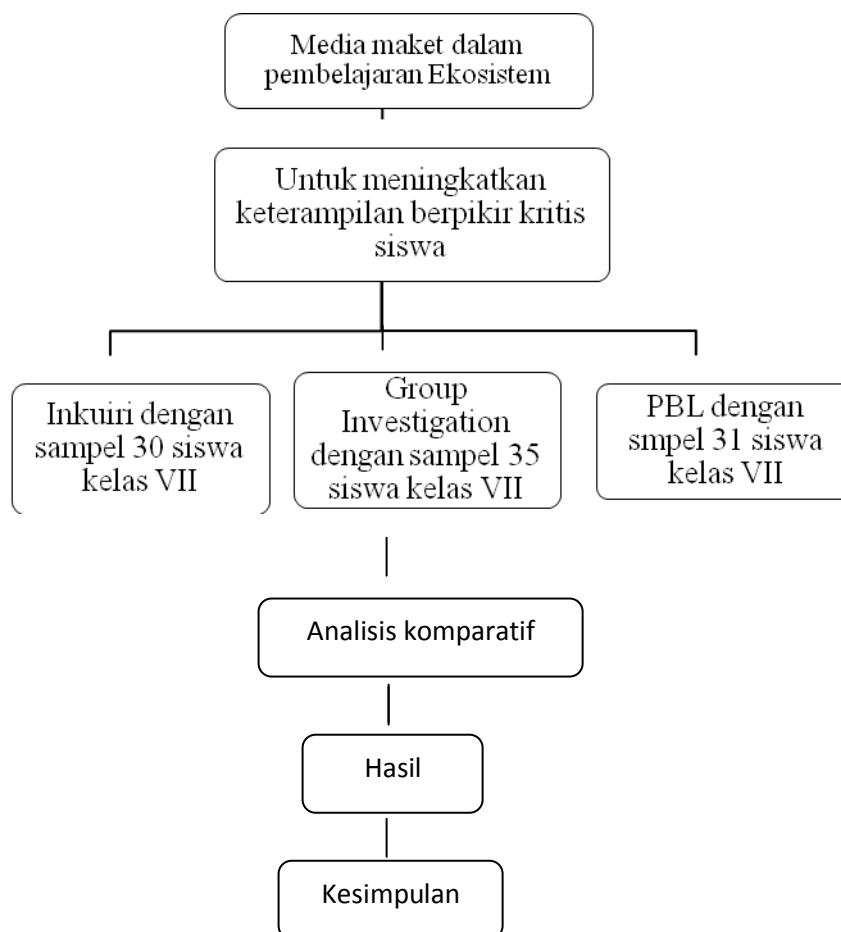 Media maket dalam
pembelajaran Ekosistem
Untuk meningkatkan
keterampilan berpikir kritis
siswa
Inkuiri dengan
sampel 30 siswa
kelas VII
Group
Investigation
dengan sampel 35
siswa kelas VII
PBL dengan
smpel 31 siswa
kelas VII
Analisis komparatif
Hasil
Kesimpulan